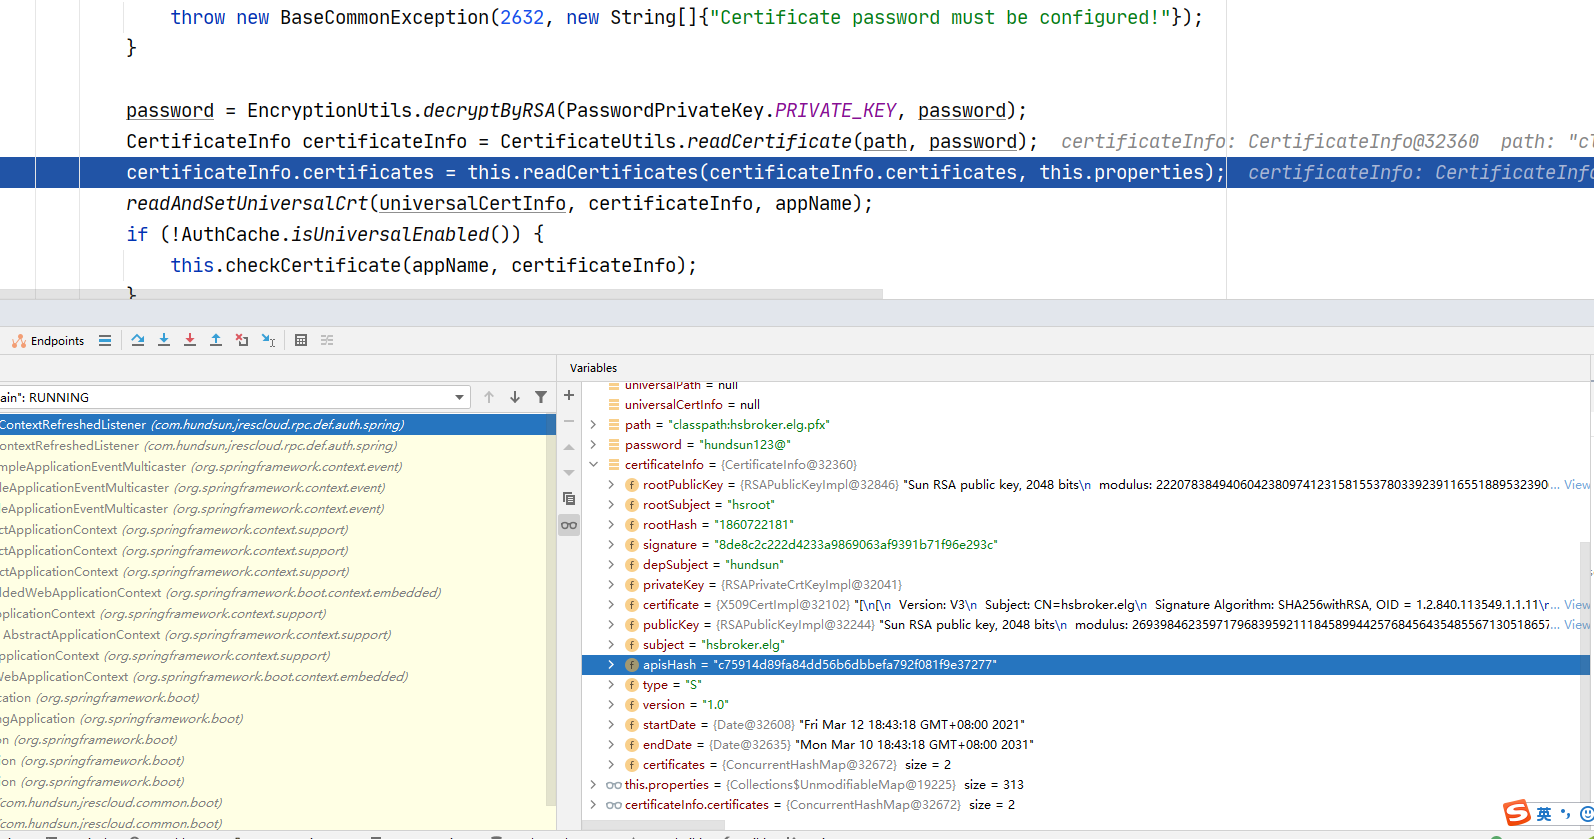 throw new BaseCommonException(2632, new String[]{"Certificate password must be configured!"});
}
password = EncryptionUtils.decryptByRSA(PasswordPrivateKey.PRIVATE_KEY, password);
CertificateInfo certificateInfo = CertificateUtils.readCertificate(path, password);  certificateInfo: CertificateInfo@32360  path: "cl
certificateInfo.certificates = this.readCertificates(certificateInfo.certificates, this.properties);  certificateInfo: CertificateInfo
readAndSetUniversalCrt(universalCertInfo, certificateInfo, appName);
if (!AuthCache.isUniversalEnabled()) {
this.checkCertificate(appName, certificateInfo);
}
Endpoints
Variables
ain": RUNNING
ContextRefreshedListener (com.hundsun.jrescloud.rpc.def.auth.spring)
ontextRefreshedListener (com.hundsun.jrescloud.rpc.def.auth.spring)
mpleApplicationEventMulticaster (org.springframework.context.event)
leApplicationEventMulticaster (org.springframework.context.event)
leApplicationEventMulticaster (org.springframework.context.event)
ctApplicationContext (org.springframework.context.support)
ctApplicationContext (org.springframework.context.support)
ctApplicationContext (org.springframework.context.support)
ddedWebApplicationContext (org.springframework.boot.context.embedded)
pplicationContext (org.springframework.context.support)
AbstractApplicationContext (org.springframework.context.support)
pplicationContext (org.springframework.context.support)
WebApplicationContext (org.springframework.boot.context.embedded)
cation (org.springframework.boot)
ngApplication (org.springframework.boot)
on (org.springframework.boot)
ion (org.springframework.boot)
ion (org.springframework.boot)
(com.hundsun.jrescloud.common.boot)
(com.hundsun.jrescloud.common.boot)
universalPath = null
universalCertInfo = null
path = "classpath:hsbroker.elg.pfx"
password = "hundsun123@"
certificateInfo = {CertificateInfo@32360}
rootPublicKey = {RSAPublicKeyImpl@32846} "Sun RSA public key, 2048 bits\n  modulus: 22207838494060423809741231581553780339239116551889532390... View
rootSubject = "hsroot"
rootHash = "1860722181"
signature = "8de8c2c222d4233a9869063af9391b71f96e293c"
depSubject = "hundsun"
privateKey = {RSAPrivateCrtKeyImpl@32041}
certificate = {X509CertImpl@32102} "[\n[\n  Version: V3\n  Subject: CN=hsbroker.elg\n  Signature Algorithm: SHA256withRSA, OID = 1.2.840.113549.1.1.11\n... View
publicKey = {RSAPublicKeyImpl@32244} "Sun RSA public key, 2048 bits\n  modulus: 269398462359717968395921118458994425768456435485567130518657... View
subject = "hsbroker.elg"
apisHash = "c75914d89fa84dd56b6dbbefa792f081f9e37277"
type = "S"
version = "1.0"
startDate = {Date@32608} "Fri Mar 12 18:43:18 GMT+08:00 2021"
endDate = {Date@32635} "Mon Mar 10 18:43:18 GMT+08:00 2031"
certificates = {ConcurrentHashMap@32672}  size = 2
this.properties = {Collections$UnmodifiableMap@19225}  size = 313
certificateInfo.certificates = {ConcurrentHashMap@32672}  size = 2
英